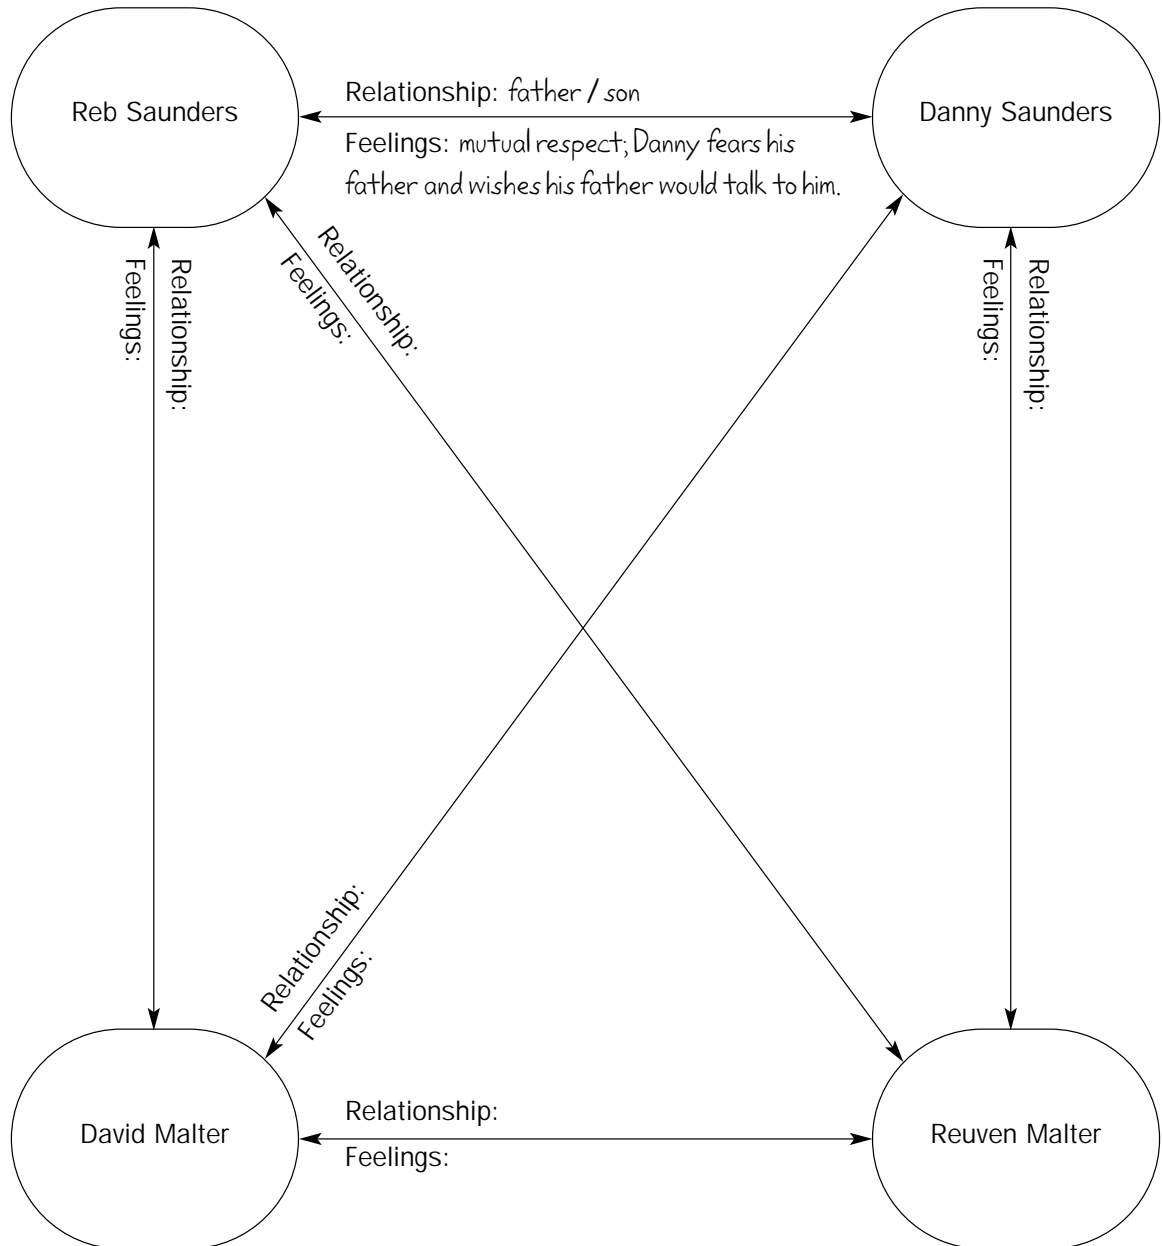 Reb Saunders
Relationship: father / son
Danny Saunders
Feelings: mutual respect; Danny fears his
father and wishes his father would talk to him.
Relationship:
Feelings:
Relationship:
Feelings:
Relationship:
Feelings:
Relationship:
Feelings:
David Malter
Relationship:
Feelings:
Reuven Malter